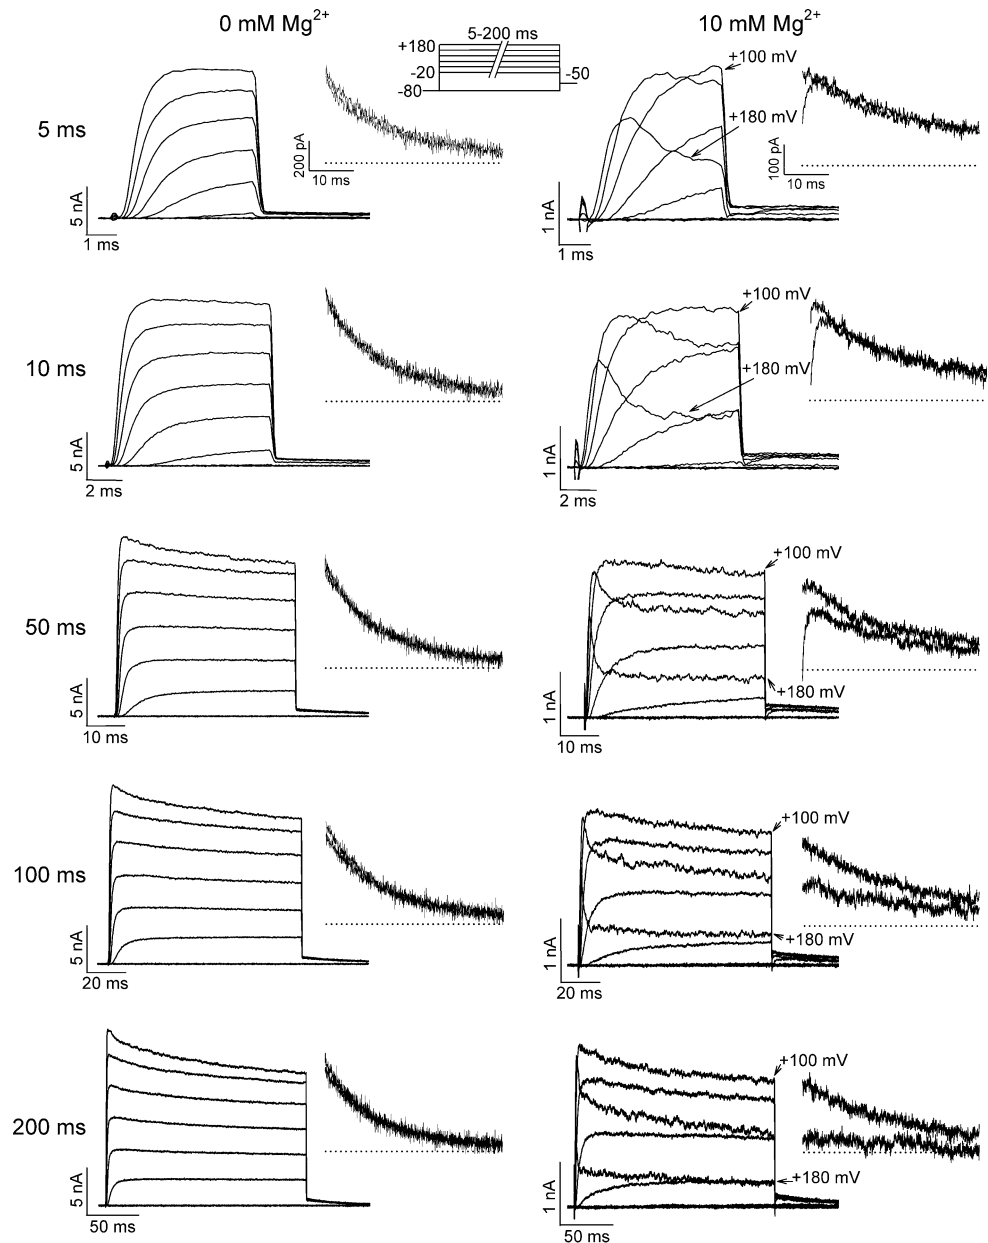 0 mM Mg2+
10 mM Mg2+
5-200 ms
+180
-20
-80
-50
5 ms
5 nA
1 ms
200 pA
10 ms
1 nA
1 ms
+100 mV
+180 mV
100 pA
10 ms
10 ms
5 nA
2 ms
1 nA
2 ms
+100 mV
+180 mV
50 ms
5 nA
10 ms
1 nA
10 ms
+100 mV
+180 mV
100 ms
5 nA
20 ms
1 nA
20 ms
+100 mV
+180 mV
200 ms
5 nA
50 ms
1 nA
50 ms
+100 mV
+180 mV